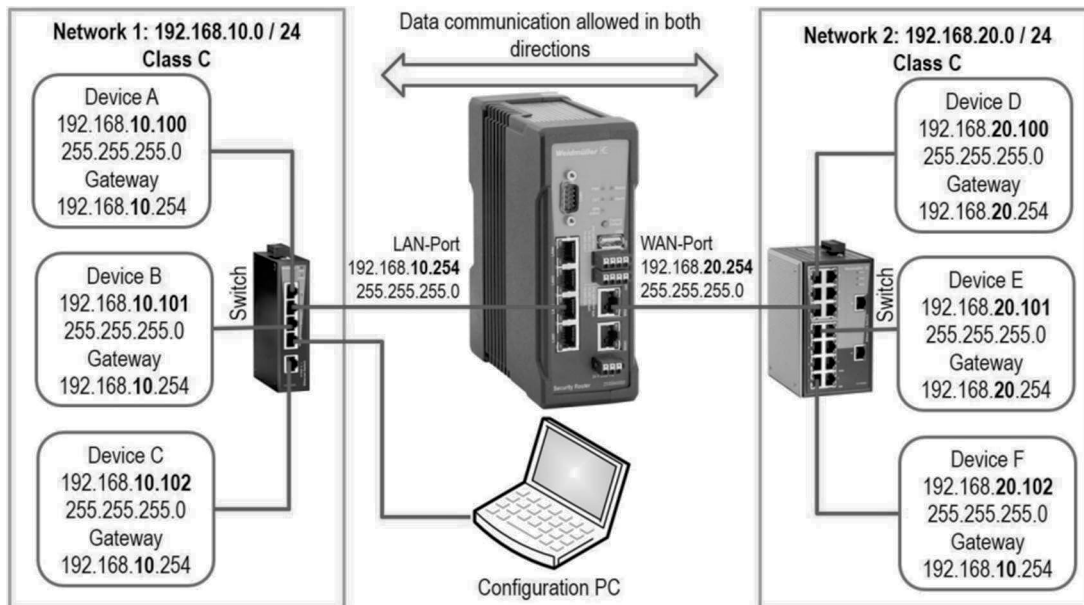 Network 1: 192.168.10.0 / 24
Class C
Device A
192.168.10.100
255.255.255.0
Gateway
192.168.10.254
Device B
192.168.10.101
255.255.255.0
Gateway
192.168.10.254
Device C
192.168.10.102
255.255.255.0
Gateway
192.168.10.254
Switch
Data communication allowed in both
directions
LAN-Port
192.168.10.254
255.255.255.0
Weidmüller
Security Router
WAN-Port
192.168.20.254
255.255.255.0
Configuration PC
Network 2: 192.168.20.0 / 24
Class C
Switch
Device D
192.168.20.100
255.255.255.0
Gateway
192.168.20.254
Device E
192.168.20.101
255.255.255.0
Gateway
192.168.20.254
Device F
192.168.20.102
255.255.255.0
Gateway
192.168.10.254